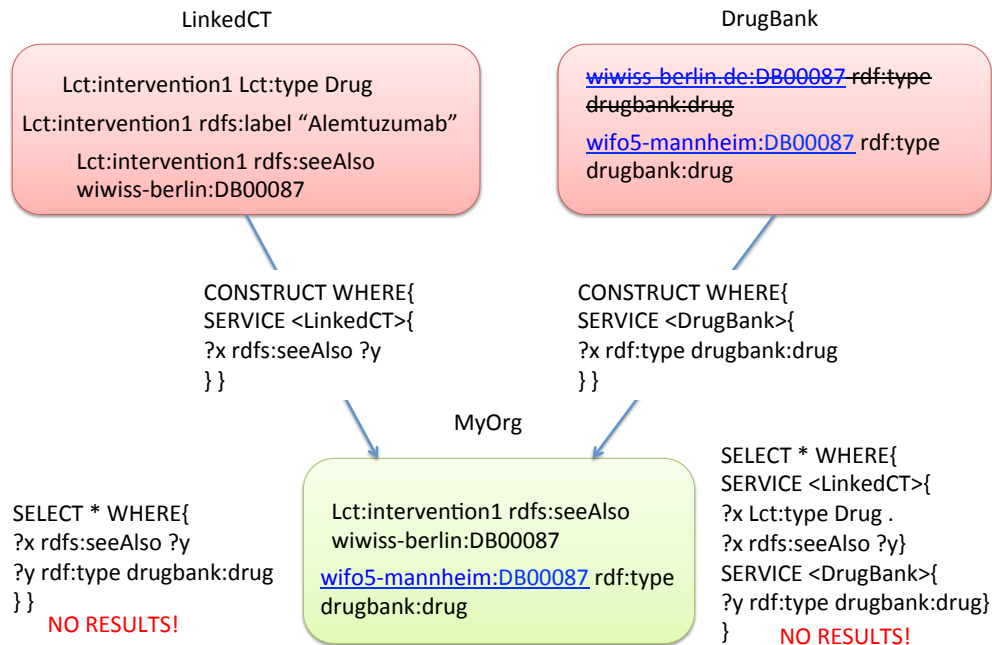 LinkedCT
DrugBank
Lct:intervention1 Lct:type Drug
Lct:intervention1 rdfs:label “Alemtuzumab”
Lct:intervention1 rdfs:seeAlso
wiwiss-berlin:DB00087
wiwiss-berlin.de:DB00087 rdf:type
drugbank:drug
wifo5-mannheim:DB00087 rdf:type
drugbank:drug
CONSTRUCT WHERE{
SERVICE <LinkedCT>{
?x rdfs:seeAlso ?y
} }
CONSTRUCT WHERE{
SERVICE <DrugBank>{
?x rdf:type drugbank:drug
} }
MyOrg
Lct:intervention1 rdfs:seeAlso
wiwiss-berlin:DB00087
wifo5-mannheim:DB00087 rdf:type
drugbank:drug
SELECT * WHERE{
?x rdfs:seeAlso ?y
?y rdf:type drugbank:drug
} }
NO RESULTS!
SELECT * WHERE{
SERVICE <LinkedCT>{
?x Lct:type Drug .
?x rdfs:seeAlso ?y}
SERVICE <DrugBank>{
?y rdf:type drugbank:drug}
}
NO RESULTS!